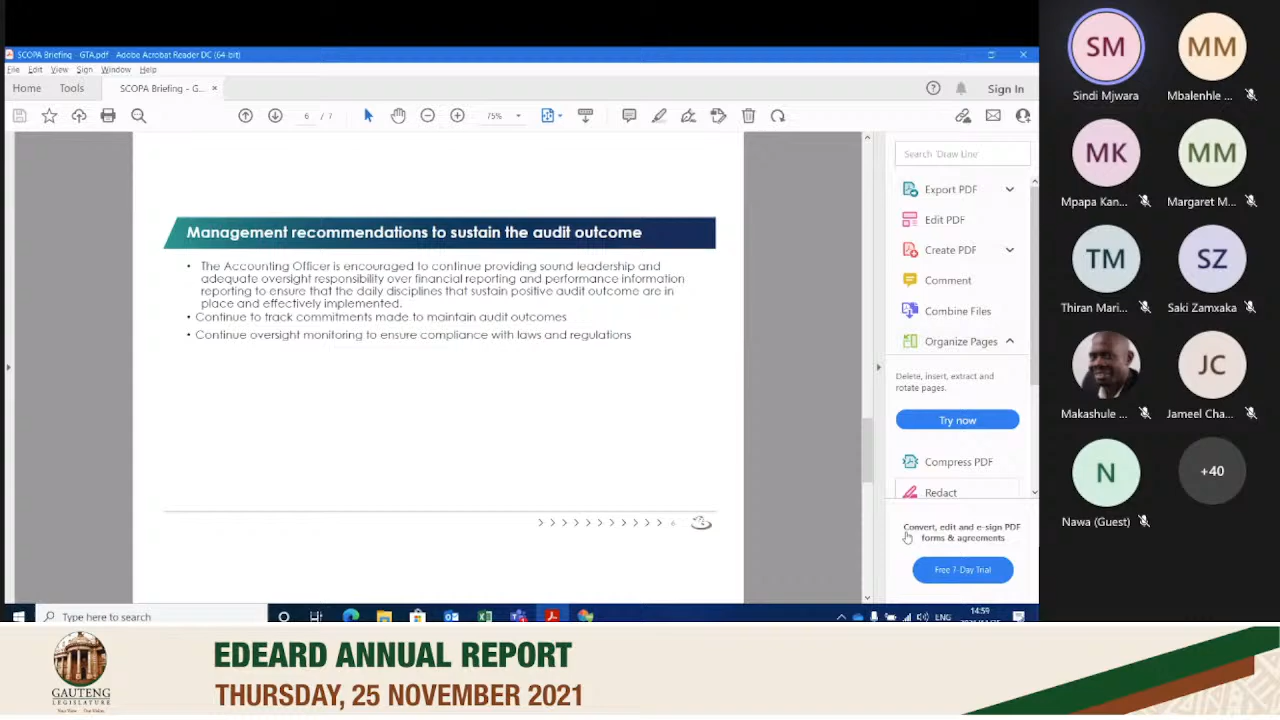 SCOPA Briefing - GTA.pdf - Adobe Acrobat Reader DC (64-bit)
File Edit View Sign Window Help
Home Tools SCOPA Briefing - G... × Sign In
6 / 7 75%
Management recommendations to sustain the audit outcome
• The Accounting Officer is encouraged to continue providing sound leadership and
adequate oversight responsibility over financial reporting and performance information
reporting to ensure that the daily disciplines that sustain positive audit outcome are in
place and effectively implemented.
• Continue to track commitments made to maintain audit outcomes
• Continue oversight monitoring to ensure compliance with laws and regulations
6
Search 'Draw Line'
Export PDF
Edit PDF
Create PDF
Comment
Combine Files
Organize Pages
Delete, insert, extract and
rotate pages.
Try now
Compress PDF
Redact
Convert, edit and e-sign PDF
forms & agreements
Free 7-Day Trial
Type here to search
ENG
14:59
SM MM
Sindi Mjwara Mbalenhle ...
MK MM
Mpapa Kan... Margaret M...
TM SZ
Thiran Mari... Saki Zamxaka
JC
Makashule ... Jameel Cha...
N +40
Nawa (Guest)
GAUTENG
LEGISLATURE
EDEARD ANNUAL REPORT
THURSDAY, 25 NOVEMBER 2021